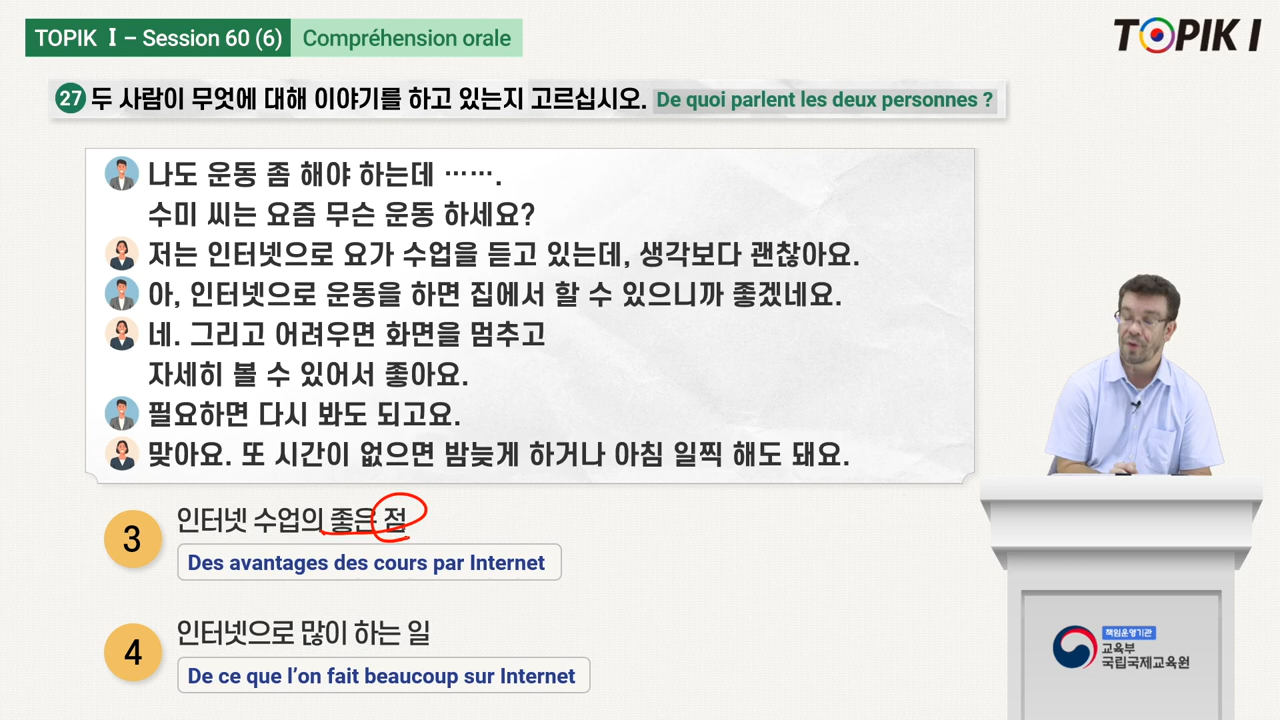 TOPIK Ⅰ – Session 60 (6) Compréhension orale
TOPIK I
27 두 사람이 무엇에 대해 이야기를 하고 있는지 고르십시오. De quoi parlent les deux personnes ?
나도 운동 좀 해야 하는데 …….
수미 씨는 요즘 무슨 운동 하세요?
저는 인터넷으로 요가 수업을 듣고 있는데, 생각보다 괜찮아요.
아, 인터넷으로 운동을 하면 집에서 할 수 있으니까 좋겠네요.
네. 그리고 어려우면 화면을 멈추고
자세히 볼 수 있어서 좋아요.
필요하면 다시 봐도 되고요.
맞아요. 또 시간이 없으면 밤늦게 하거나 아침 일찍 해도 돼요.
3 인터넷 수업의 좋은 점
Des avantages des cours par Internet
4 인터넷으로 많이 하는 일
De ce que l’on fait beaucoup sur Internet
책임운영기관
교육부
국립국제교육원